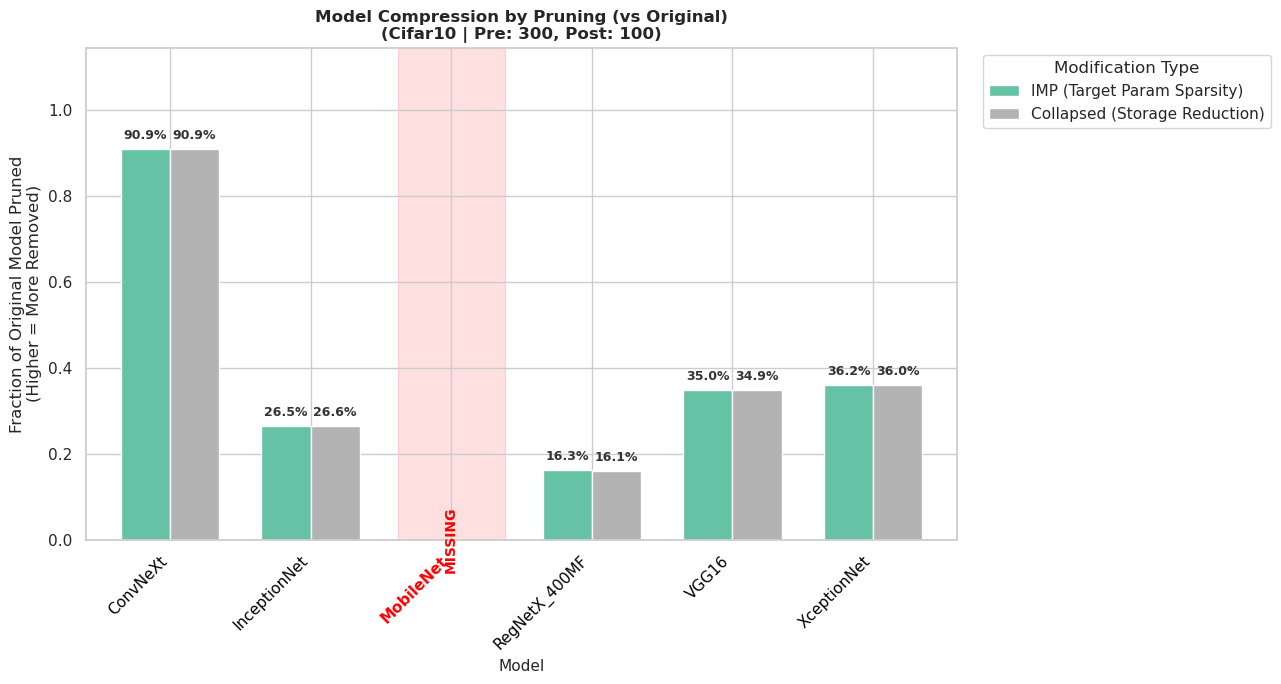 Model Compression by Pruning (vs Original)
(Cifar10 | Pre: 300, Post: 100)
Modification Type
IMP (Target Param Sparsity)
Collapsed (Storage Reduction)
Fraction of Original Model Pruned
(Higher = More Removed)
1.0
0.8
0.6
0.4
0.2
0.0
90.9% 90.9%
26.5% 26.6%
MISSING
16.3% 16.1%
35.0% 34.9%
36.2% 36.0%
ConvNeXt
InceptionNet
MobileNet
RegNetX_400MF
VGG16
XceptionNet
Model